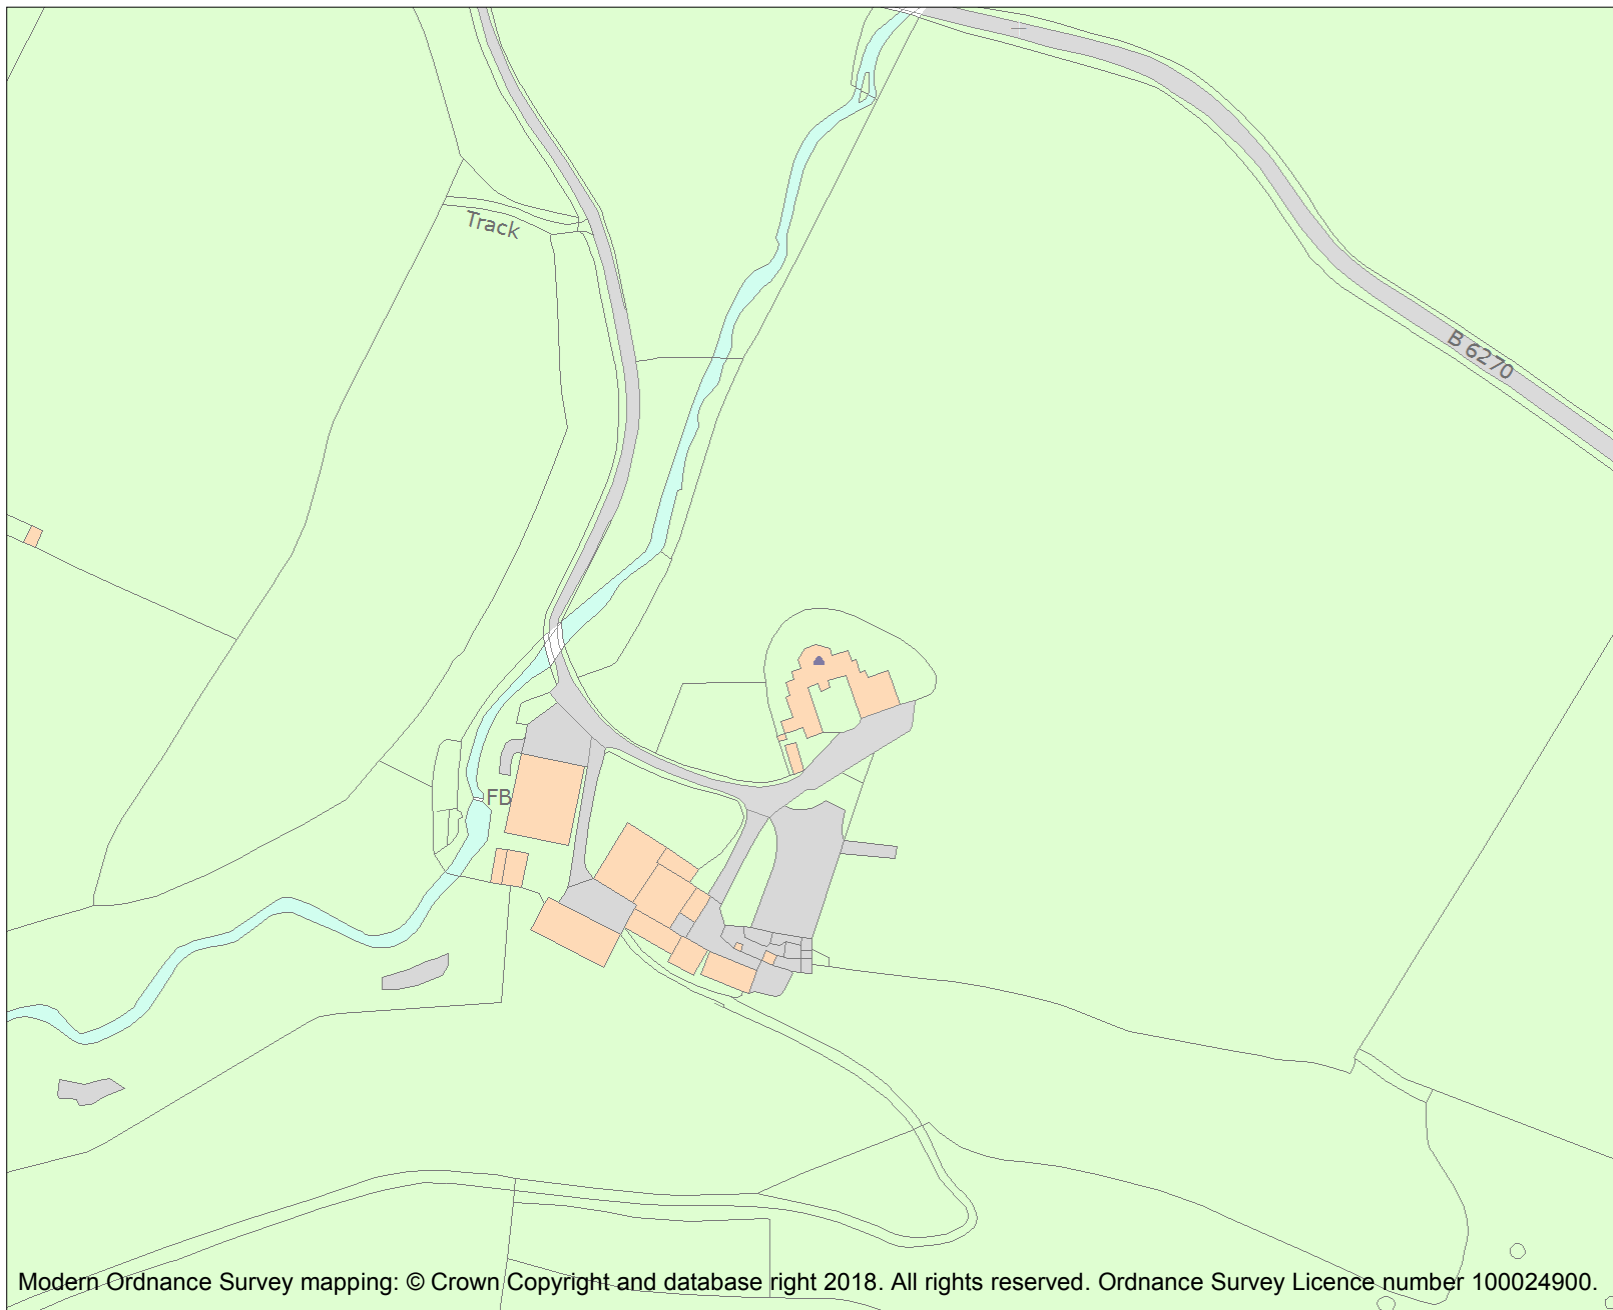 Track
B 6270
FB
Modern Ordnance Survey mapping: © Crown Copyright and database right 2018. All rights reserved. Ordnance Survey Licence number 100024900.